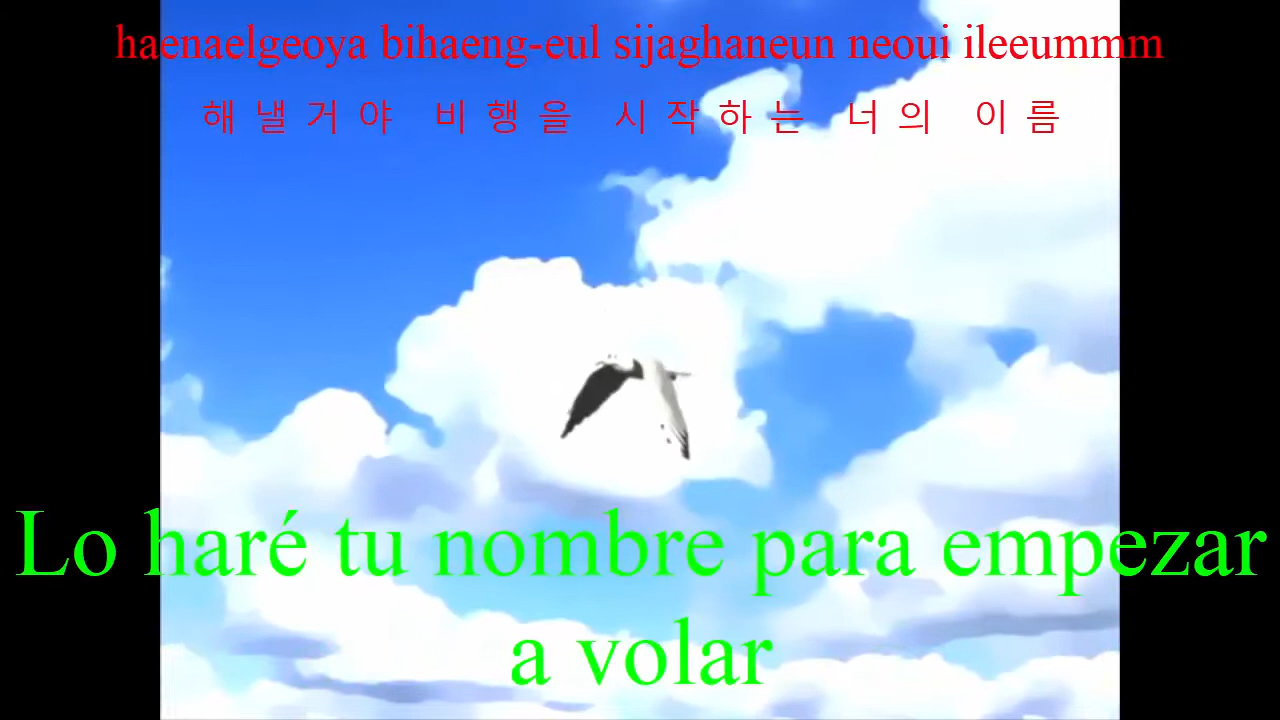 haenaelgeoya bihaeng-eul sijaghaneun neoui ileeummm
해낼거야 비행을 시작하는 너의 이름
Lo haré tu nombre para empezar
a volar